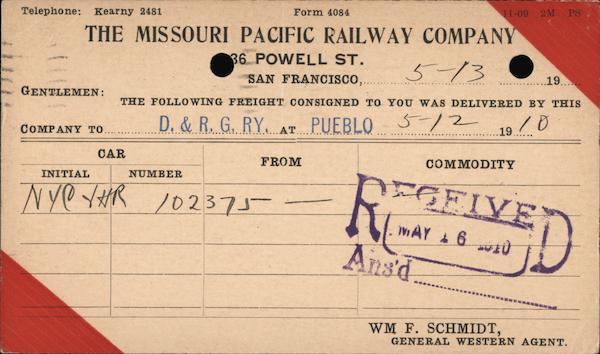 Telephone: Kearny 2481 Form 4084 11-09 2M PS
THE MISSOURI PACIFIC RAILWAY COMPANY
36 POWELL ST.
SAN FRANCISCO, 5-13 19
GENTLEMEN:
THE FOLLOWING FREIGHT CONSIGNED TO YOU WAS DELIVERED BY THIS
COMPANY TO D. & R. G. RY. AT PUEBLO 5-12 1910
CAR FROM COMMODITY
INITIAL NUMBER
NYC&HR 102375 —
RECEIVED
MAY 16 1910
Ans'd
WM F. SCHMIDT,
GENERAL WESTERN AGENT.